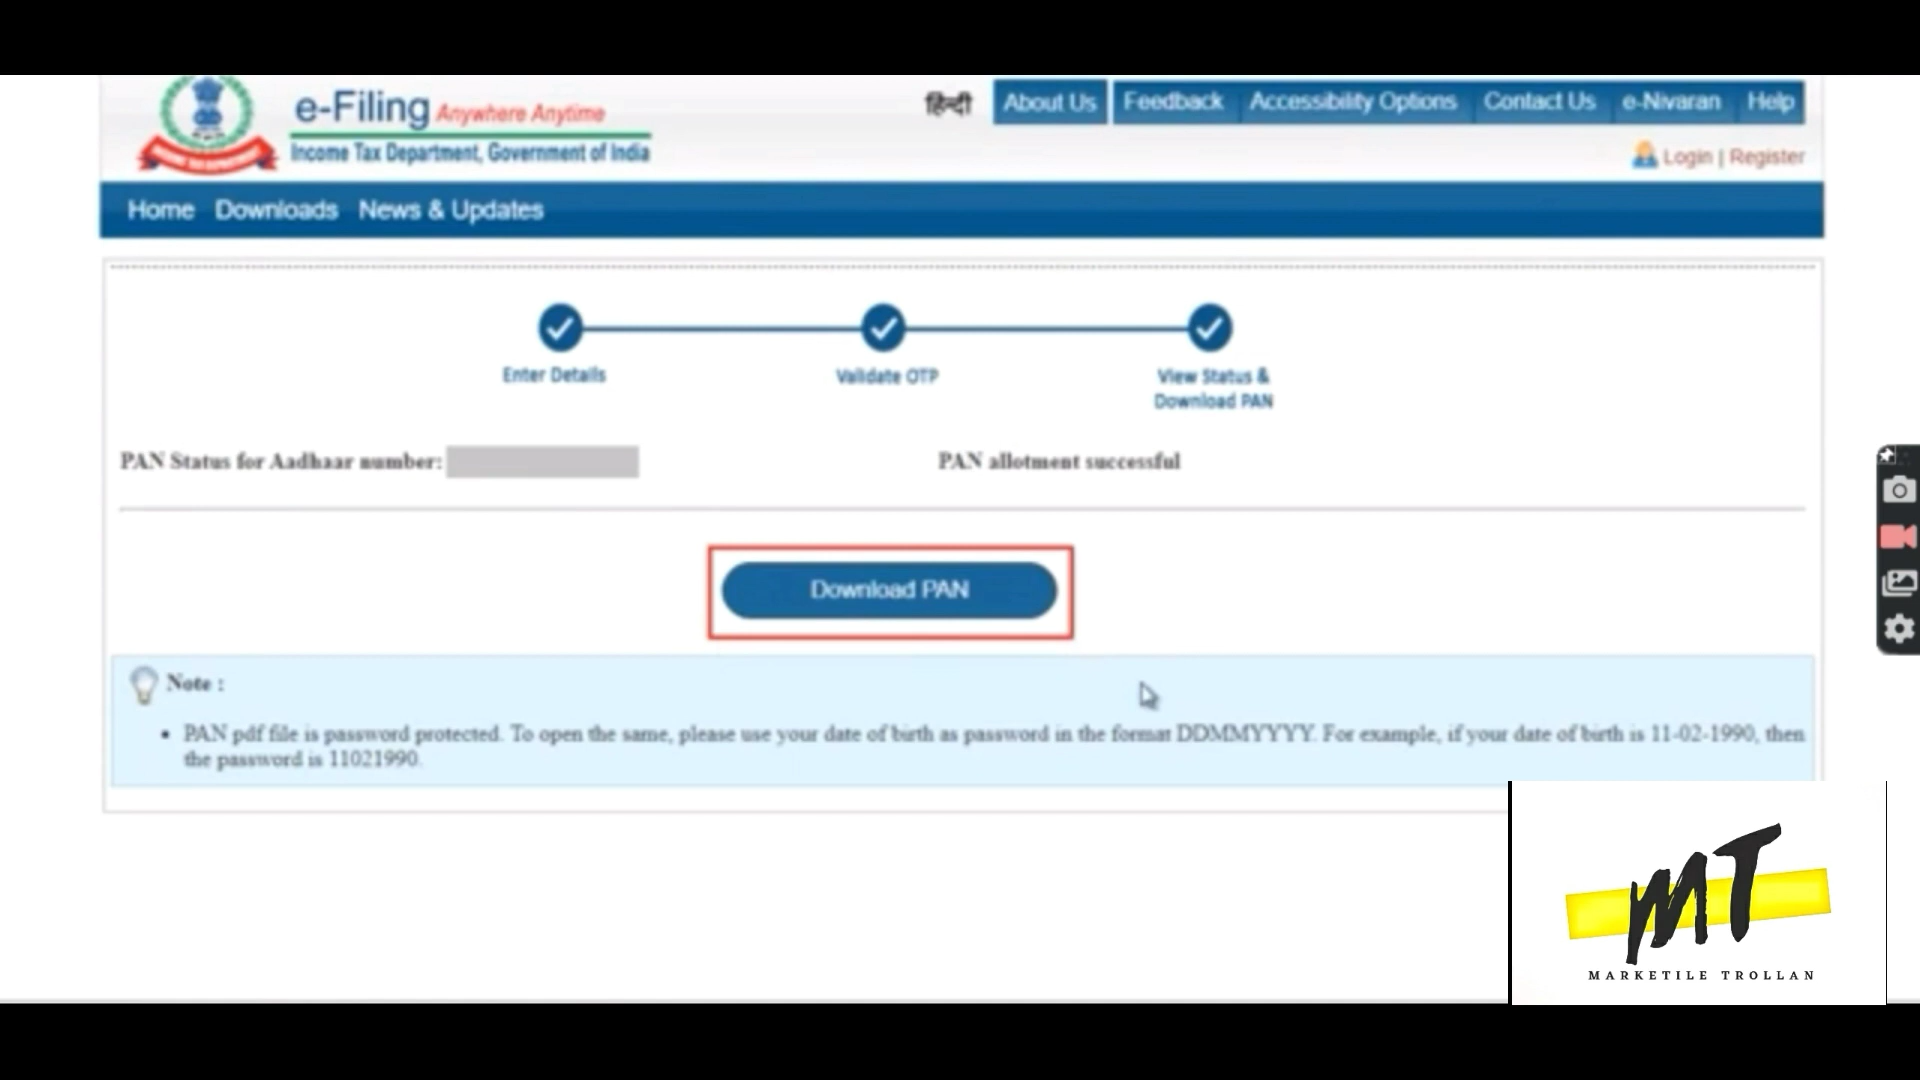 e-Filing Anywhere Anytime
Income Tax Department, Government of India
हिन्दी About Us Feedback Accessibility Options Contact Us e-Nivaran Help
Login | Register
Home Downloads News & Updates
Enter Details
Validate OTP
View Status &
Download PAN
PAN Status for Aadhaar number:
PAN allotment successful
Download PAN
Note :
• PAN pdf file is password protected. To open the same, please use your date of birth as password in the format DDMMYYYY. For example, if your date of birth is 11-02-1990, then
the password is 11021990.
MT
MARKETILE TROLLAN